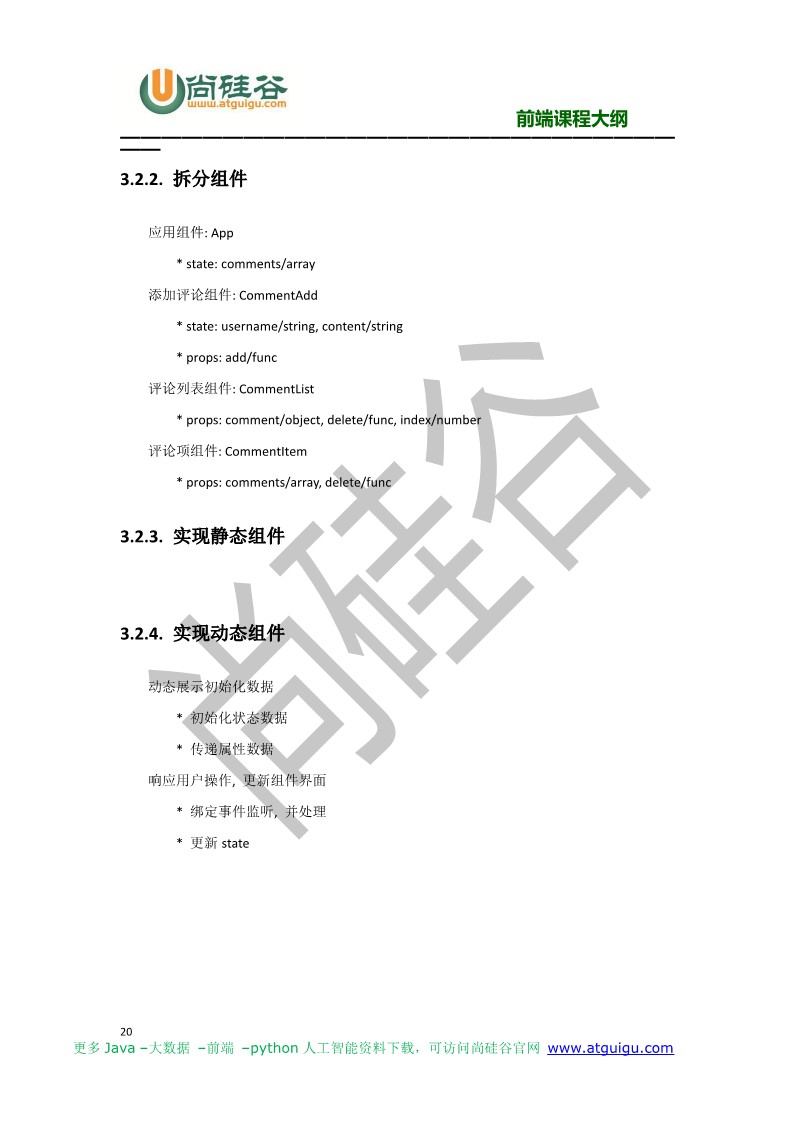 尚硅谷
www.atguigu.com
前端课程大纲
3.2.2. 拆分组件
应用组件: App
* state: comments/array
添加评论组件: CommentAdd
* state: username/string, content/string
* props: add/func
评论列表组件: CommentList
* props: comment/object, delete/func, index/number
评论项组件: CommentItem
* props: comments/array, delete/func
3.2.3. 实现静态组件
3.2.4. 实现动态组件
动态展示初始化数据
* 初始化状态数据
* 传递属性数据
响应用户操作, 更新组件界面
* 绑定事件监听, 并处理
* 更新 state
尚硅谷
20
更多 Java –大数据 –前端 –python 人工智能资料下载，可访问尚硅谷官网 www.atguigu.com